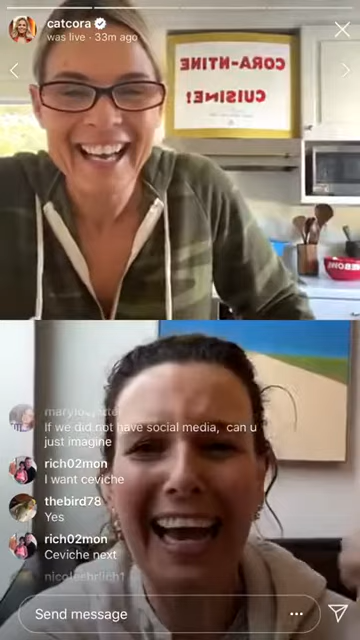 catcora
was live · 33m ago
CORA-NTINE
CUISINE!
If we did not have social media, can u
just imagine
rich02mon
I want ceviche
thebird78
Yes
rich02mon
Ceviche next
nicoleehrlich1
Send message